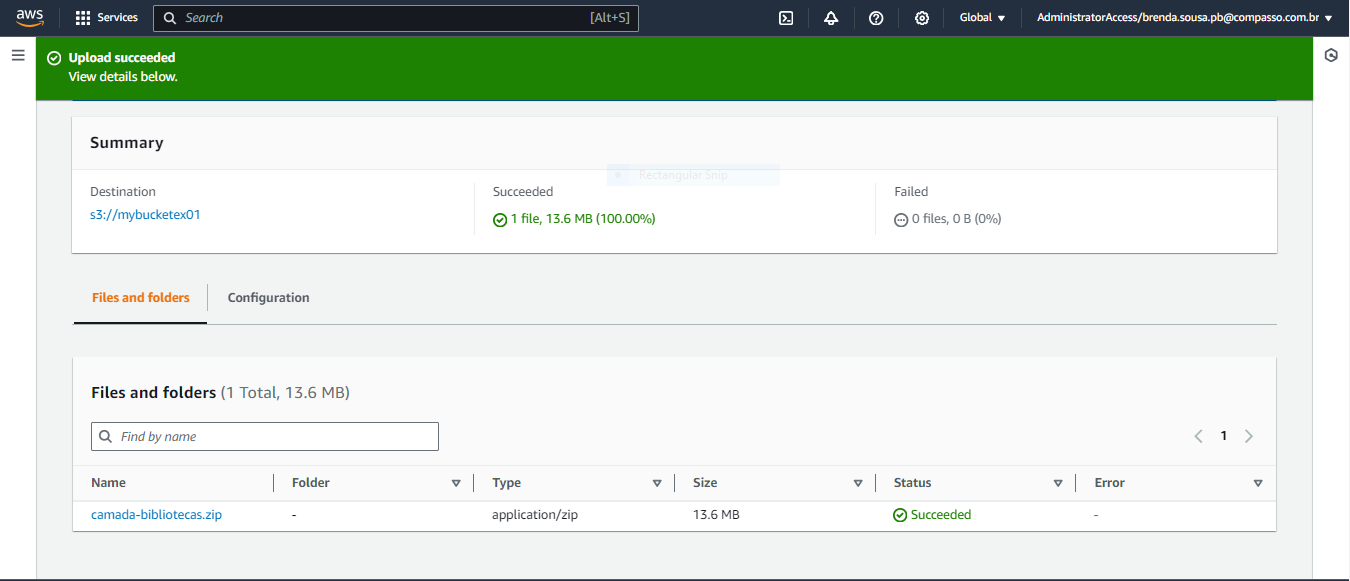 aws Services Search [Alt+S] Global AdministratorAccess/brenda.sousa.pb@compasso.com.br
Upload succeeded
View details below.
Summary
Rectangular Snip
Destination Succeeded Failed
s3://mybucketex01 1 file, 13.6 MB (100.00%) 0 files, 0 B (0%)
Files and folders Configuration
Files and folders (1 Total, 13.6 MB)
Find by name
1
Name Folder Type Size Status Error
camada-bibliotecas.zip - application/zip 13.6 MB Succeeded -